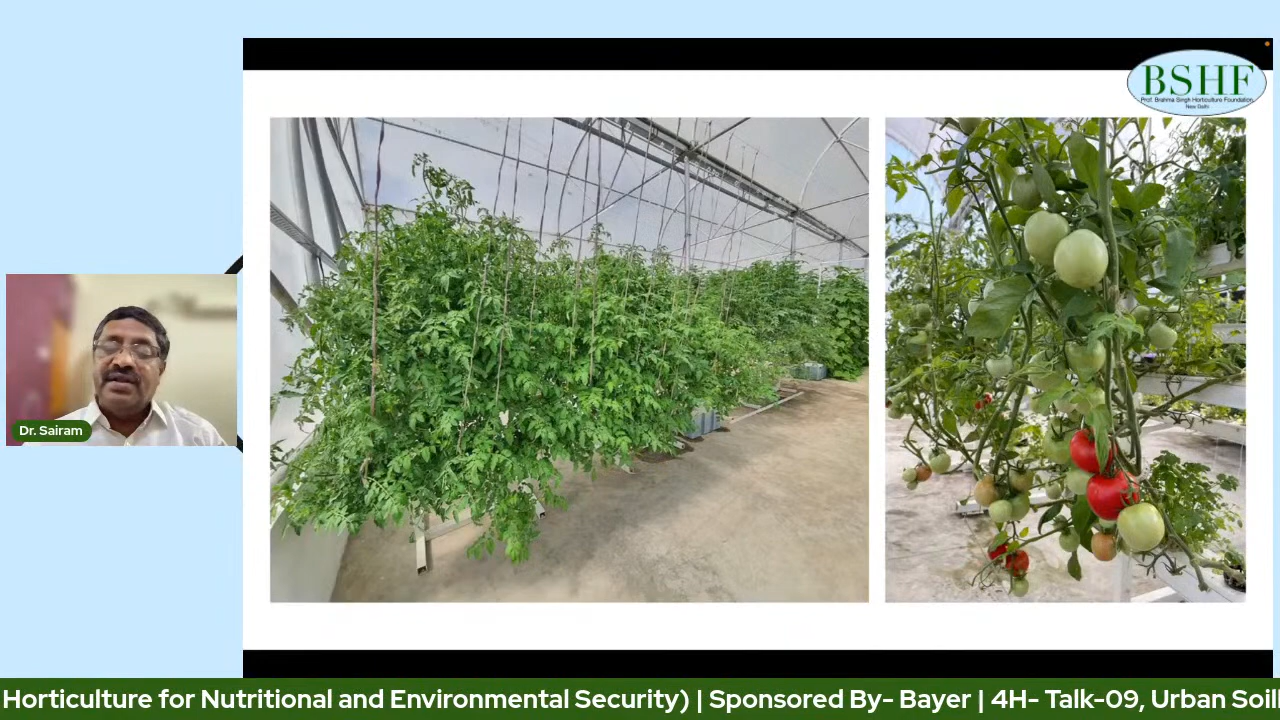 BSHF
Prof. Brahma Singh Horticulture Foundation
New Delhi
Dr. Sairam
Horticulture for Nutritional and Environmental Security) | Sponsored By- Bayer | 4H- Talk-09, Urban Soil